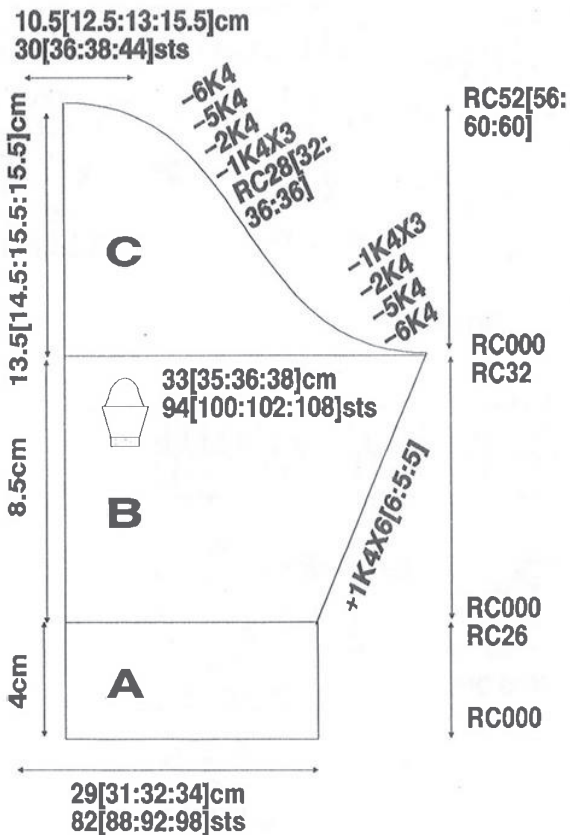 10.5[12.5:13:15.5]cm
30[36:38:44]sts
–6K4
–5K4
–2K4
–1K4X3
RC28[32:
36:36]
RC52[56:
60:60]
13.5[14.5:15.5:15.5]cm
C
–1K4X3
–2K4
–5K4
–6K4
RC000
RC32
33[35:36:38]cm
94[100:102:108]sts
8.5cm
B
+1K4X6[6:5:5]
RC000
RC26
4cm
A
RC000
29[31:32:34]cm
82[88:92:98]sts